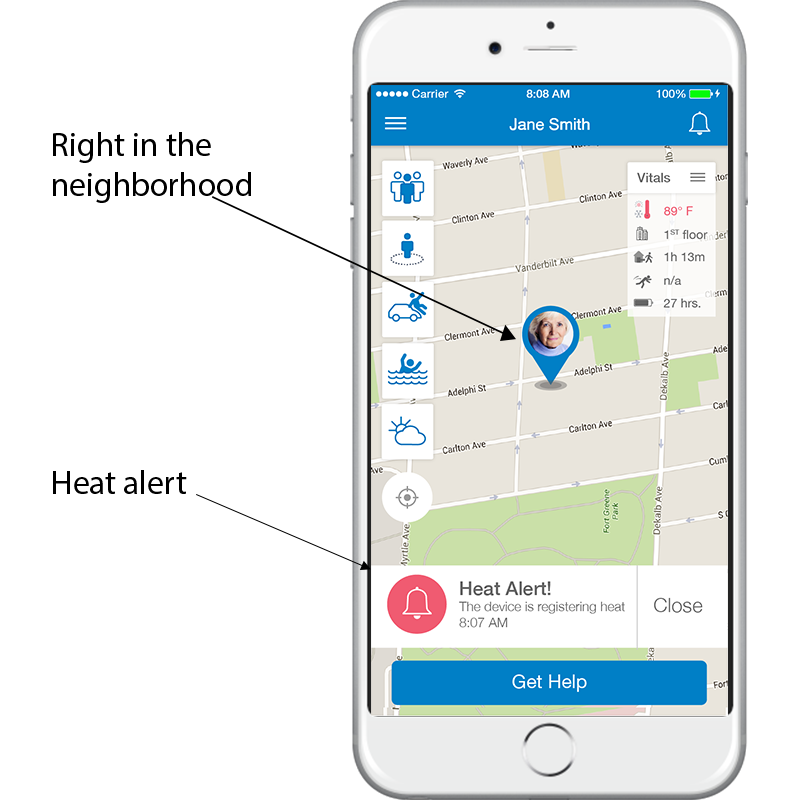 Right in the
neighborhood
Heat alert
Carrier 8:08 AM 100%
Jane Smith
Waverly Ave
Vitals
Clinton Ave
Clinton Ave
89° F
1ST floor
Vanderbilt Ave
1h 13m
n/a
27 hrs.
Clermont Ave
Clermont Ave
Adelphi St
Adelphi St
Dekalb Ave
Carlton Ave
Carlton Ave
Fort Greene
Park
Dekalb Ave
Myrtle Ave
Heat Alert!
The device is registering heat
8:07 AM
Close
Get Help